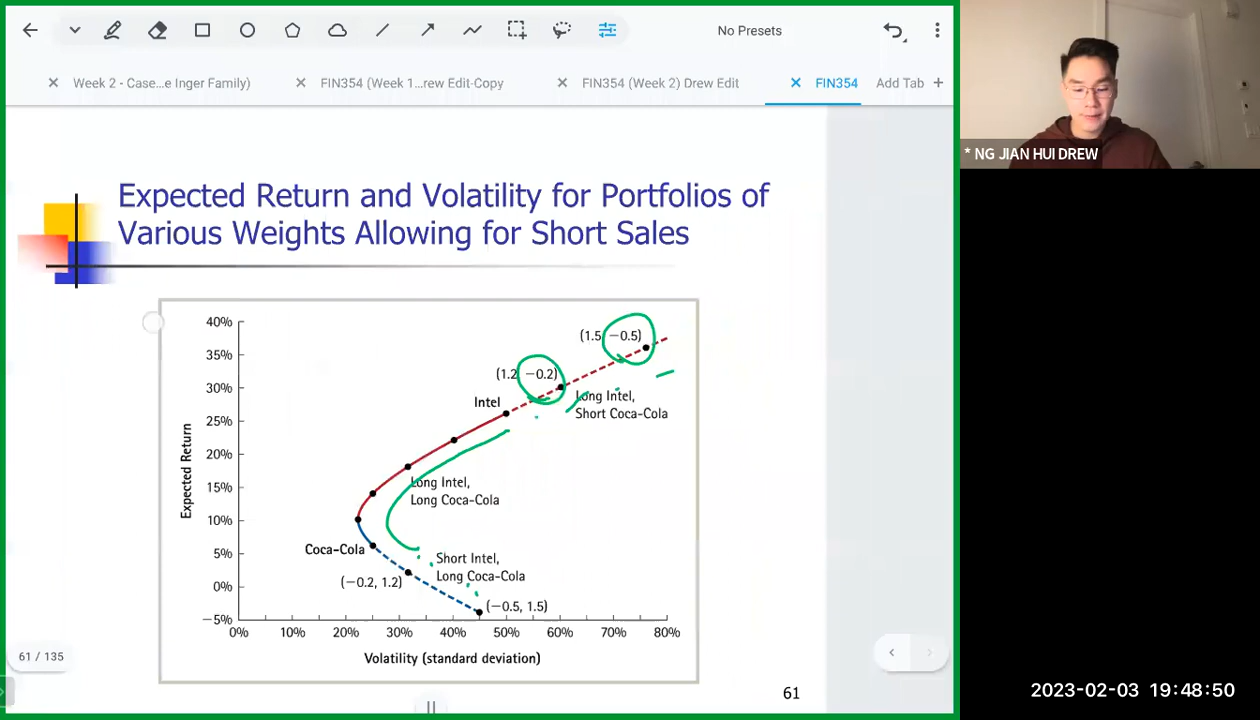 No Presets
Week 2 - Case...e Inger Family)
FIN354 (Week 1...rew Edit-Copy
FIN354 (Week 2) Drew Edit
FIN354
Add Tab
* NG JIAN HUI DREW
Expected Return and Volatility for Portfolios of
Various Weights Allowing for Short Sales
40%
35%
30%
25%
20%
15%
10%
5%
0%
−5%
Expected Return
(1.5, −0.5)
(1.2, −0.2)
Intel
Long Intel,
Short Coca-Cola
Long Intel,
Long Coca-Cola
Coca-Cola
Short Intel,
Long Coca-Cola
(−0.2, 1.2)
(−0.5, 1.5)
0% 10% 20% 30% 40% 50% 60% 70% 80%
Volatility (standard deviation)
61 / 135
61
2023-02-03 19:48:50